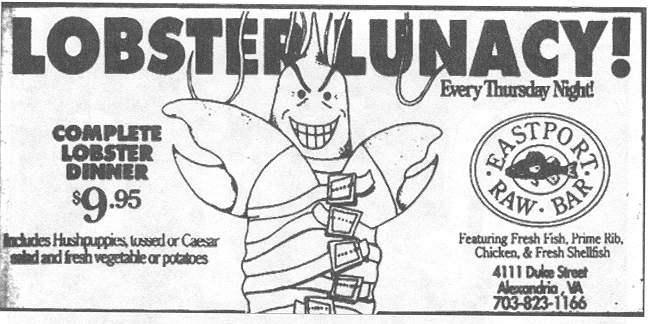 LOBSTER LUNACY!
Every Thursday Night!
COMPLETE
LOBSTER
DINNER
$9.95
Includes Hushpuppies, tossed or Caesar
salad and fresh vegetable or potatoes
EASTPORT
RAW • BAR
Featuring Fresh Fish, Prime Rib,
Chicken, & Fresh Shellfish
4111 Duke Street
Alexandria, VA
703-823-1166